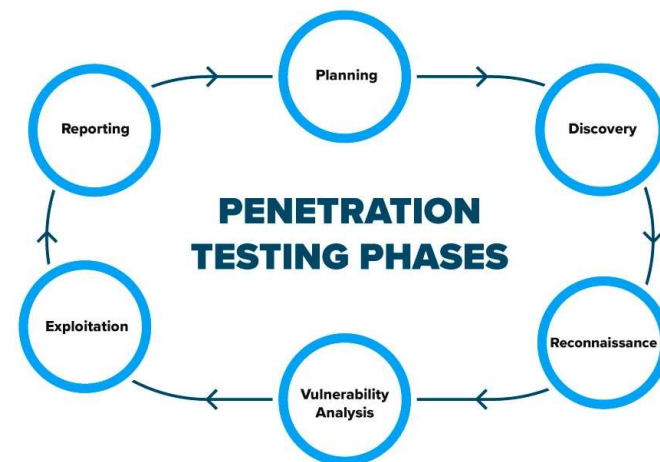 Planning
Reporting
Discovery
PENETRATION
TESTING PHASES
Exploitation
Reconnaissance
Vulnerability
Analysis